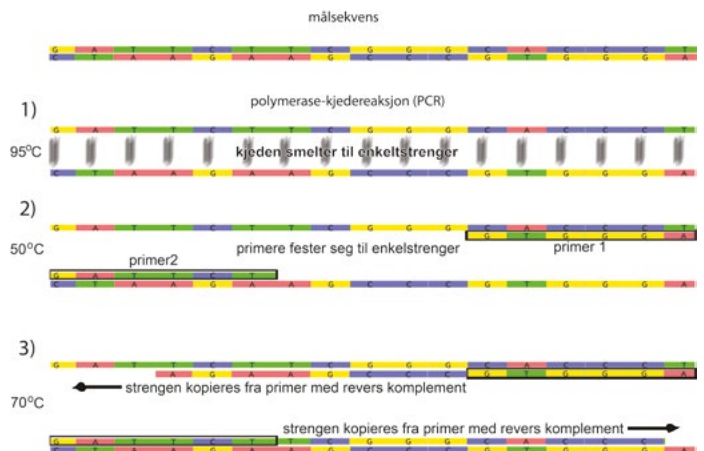 målsekvens
G A T T C T T C G G G C A C C C T
C T A A G A A G C C C G T G G G A
1)
polymerase-kjedereaksjon (PCR)
G A T T C T T C G G G C A C C C T
95°C
kjeden smelter til enkeltstrenger
C T A A G A A G C C C G T G G G A
2)
G A T T C T T C G G G C A C C C T
G T G G G A
50°C
primere fester seg til enkelstrenger
primer 1
primer2
G A T T C T
C T A A G A A G C C C G T G G G A
3)
G A T T C T T C G G G C A C C C T
A G A A G C C C G T G G G A
strengen kopieres fra primer med revers komplement
70°C
strengen kopieres fra primer med revers komplement
G A T T C T T C G G G C A C C C
C T A A G A A G C C C G T G G G A